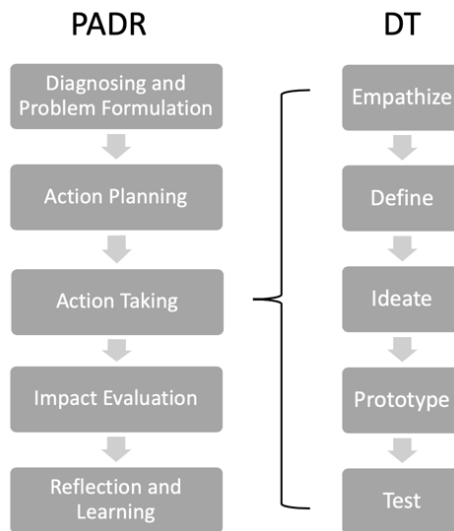 PADR
Diagnosing and
Problem Formulation
Action Planning
Action Taking
Impact Evaluation
Reflection and
Learning
DT
Empathize
Define
Ideate
Prototype
Test